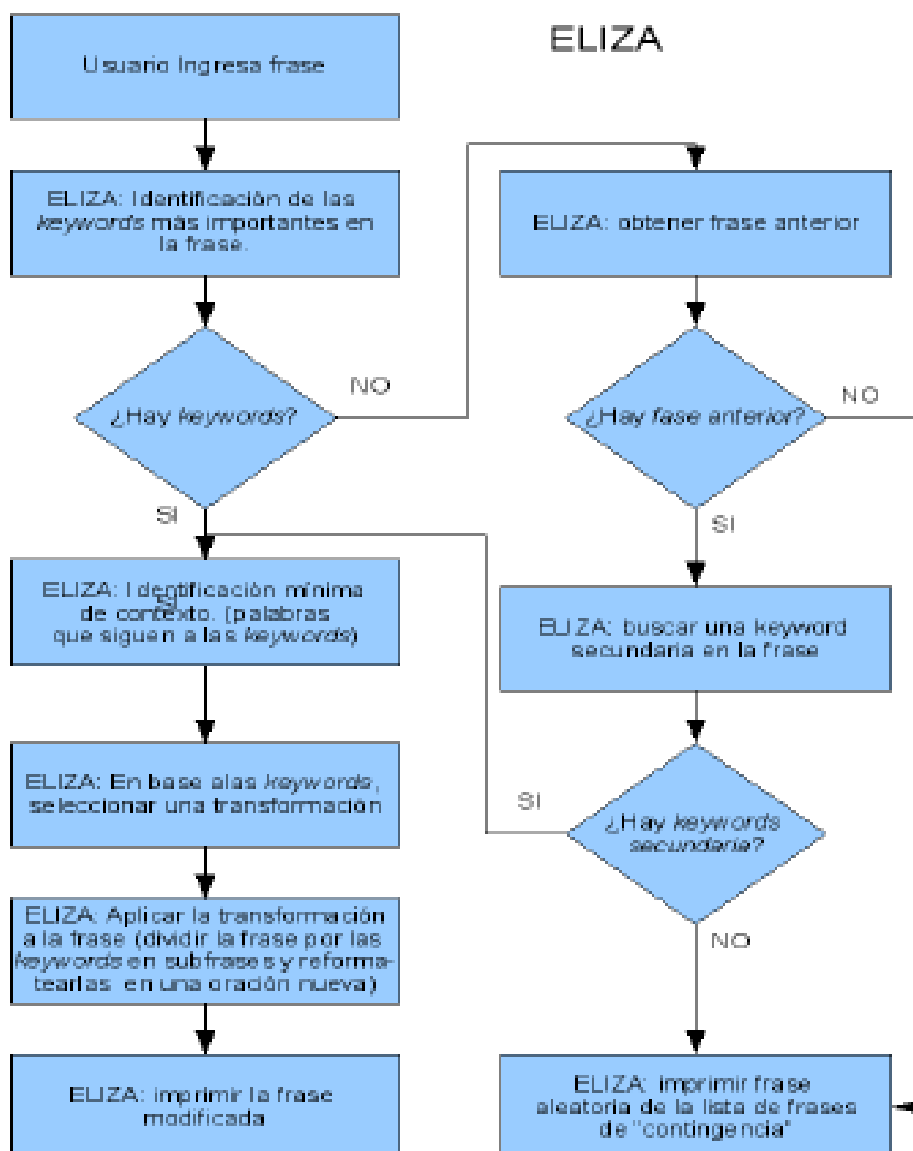 ELIZA
Usuario Ingresa frase
ELIZA: Identificación de las
keywords más importantes en
la frase.
¿Hay keywords?
NO
SI
ELIZA: Identificación mínima
de contexto. (palabras
que siguen a las keywords)
ELIZA: En base alas keywords,
seleccionar una transformación
ELIZA: Aplicar la transformación
a la frase (dividir la frase por las
keywords en subfrases y reforma-
tearlas en una oración nueva)
ELIZA: imprimir la frase
modificada
ELIZA: obtener frase anterior
¿Hay fase anterior?
NO
SI
ELIZA: buscar una keyword
secundaria en la frase
¿Hay keywords
secundaria?
SI
NO
ELIZA: imprimir frase
aleatoria de la lista de frases
de "contingencia"